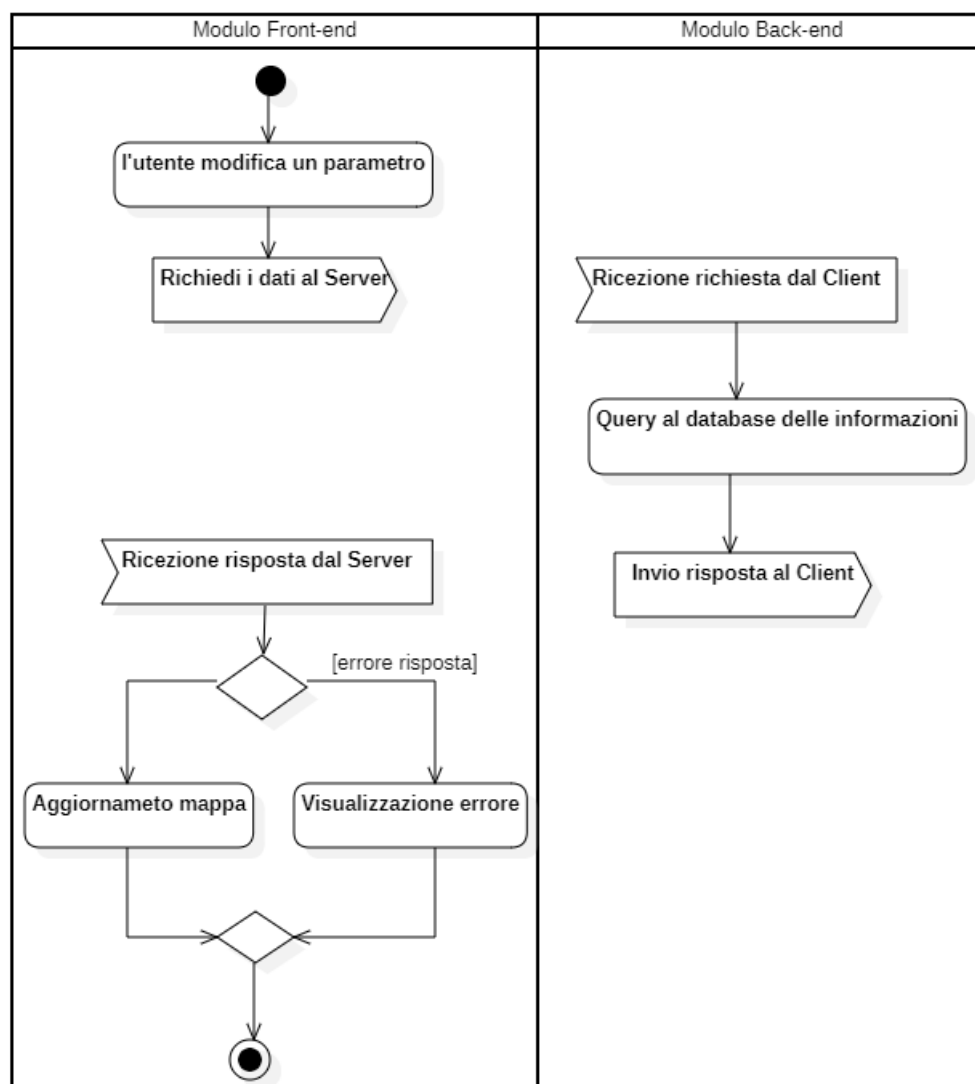 Modulo Front-end
Modulo Back-end
l'utente modifica un parametro
Richiedi i dati al Server
Ricezione richiesta dal Client
Query al database delle informazioni
Ricezione risposta dal Server
Invio risposta al Client
[errore risposta]
Aggiornameto mappa
Visualizzazione errore